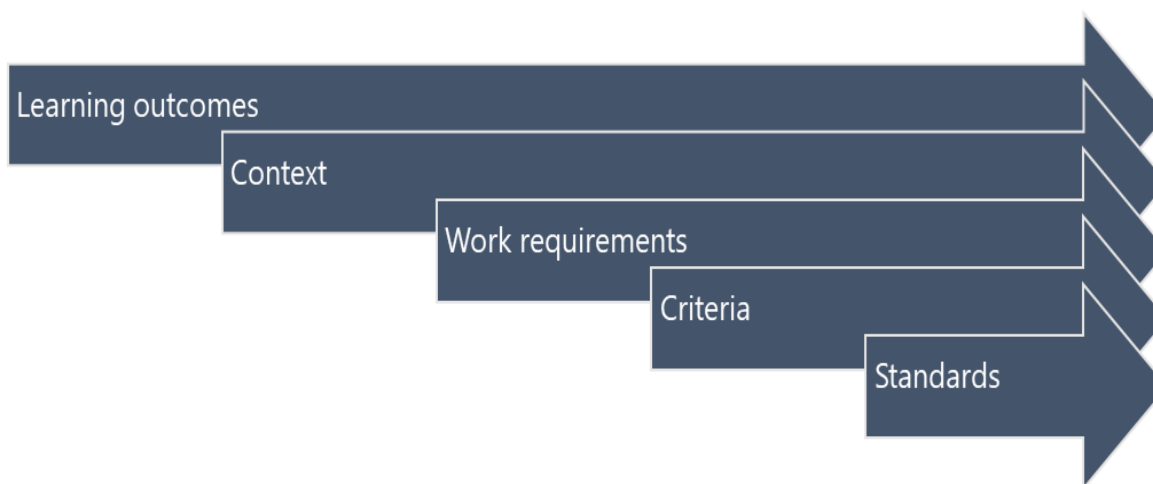 Learning outcomes
Context
Work requirements
Criteria
Standards